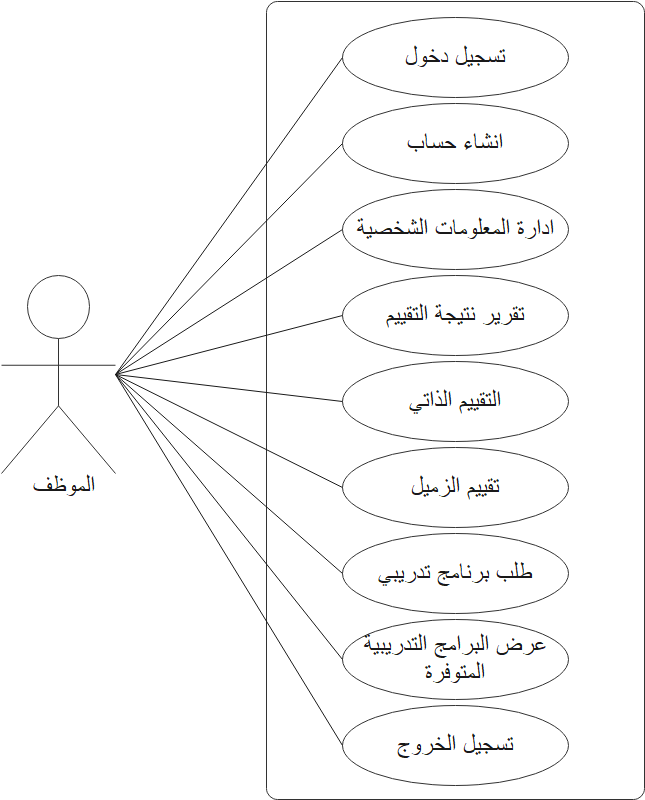 تسجيل دخول
انشاء حساب
ادارة المعلومات الشخصية
تقرير نتيجة التقييم
التقييم الذاتي
تقييم الزميل
الموظف
طلب برنامج تدريبي
عرض البرامج التدريبية
المتوفرة
تسجيل الخروج